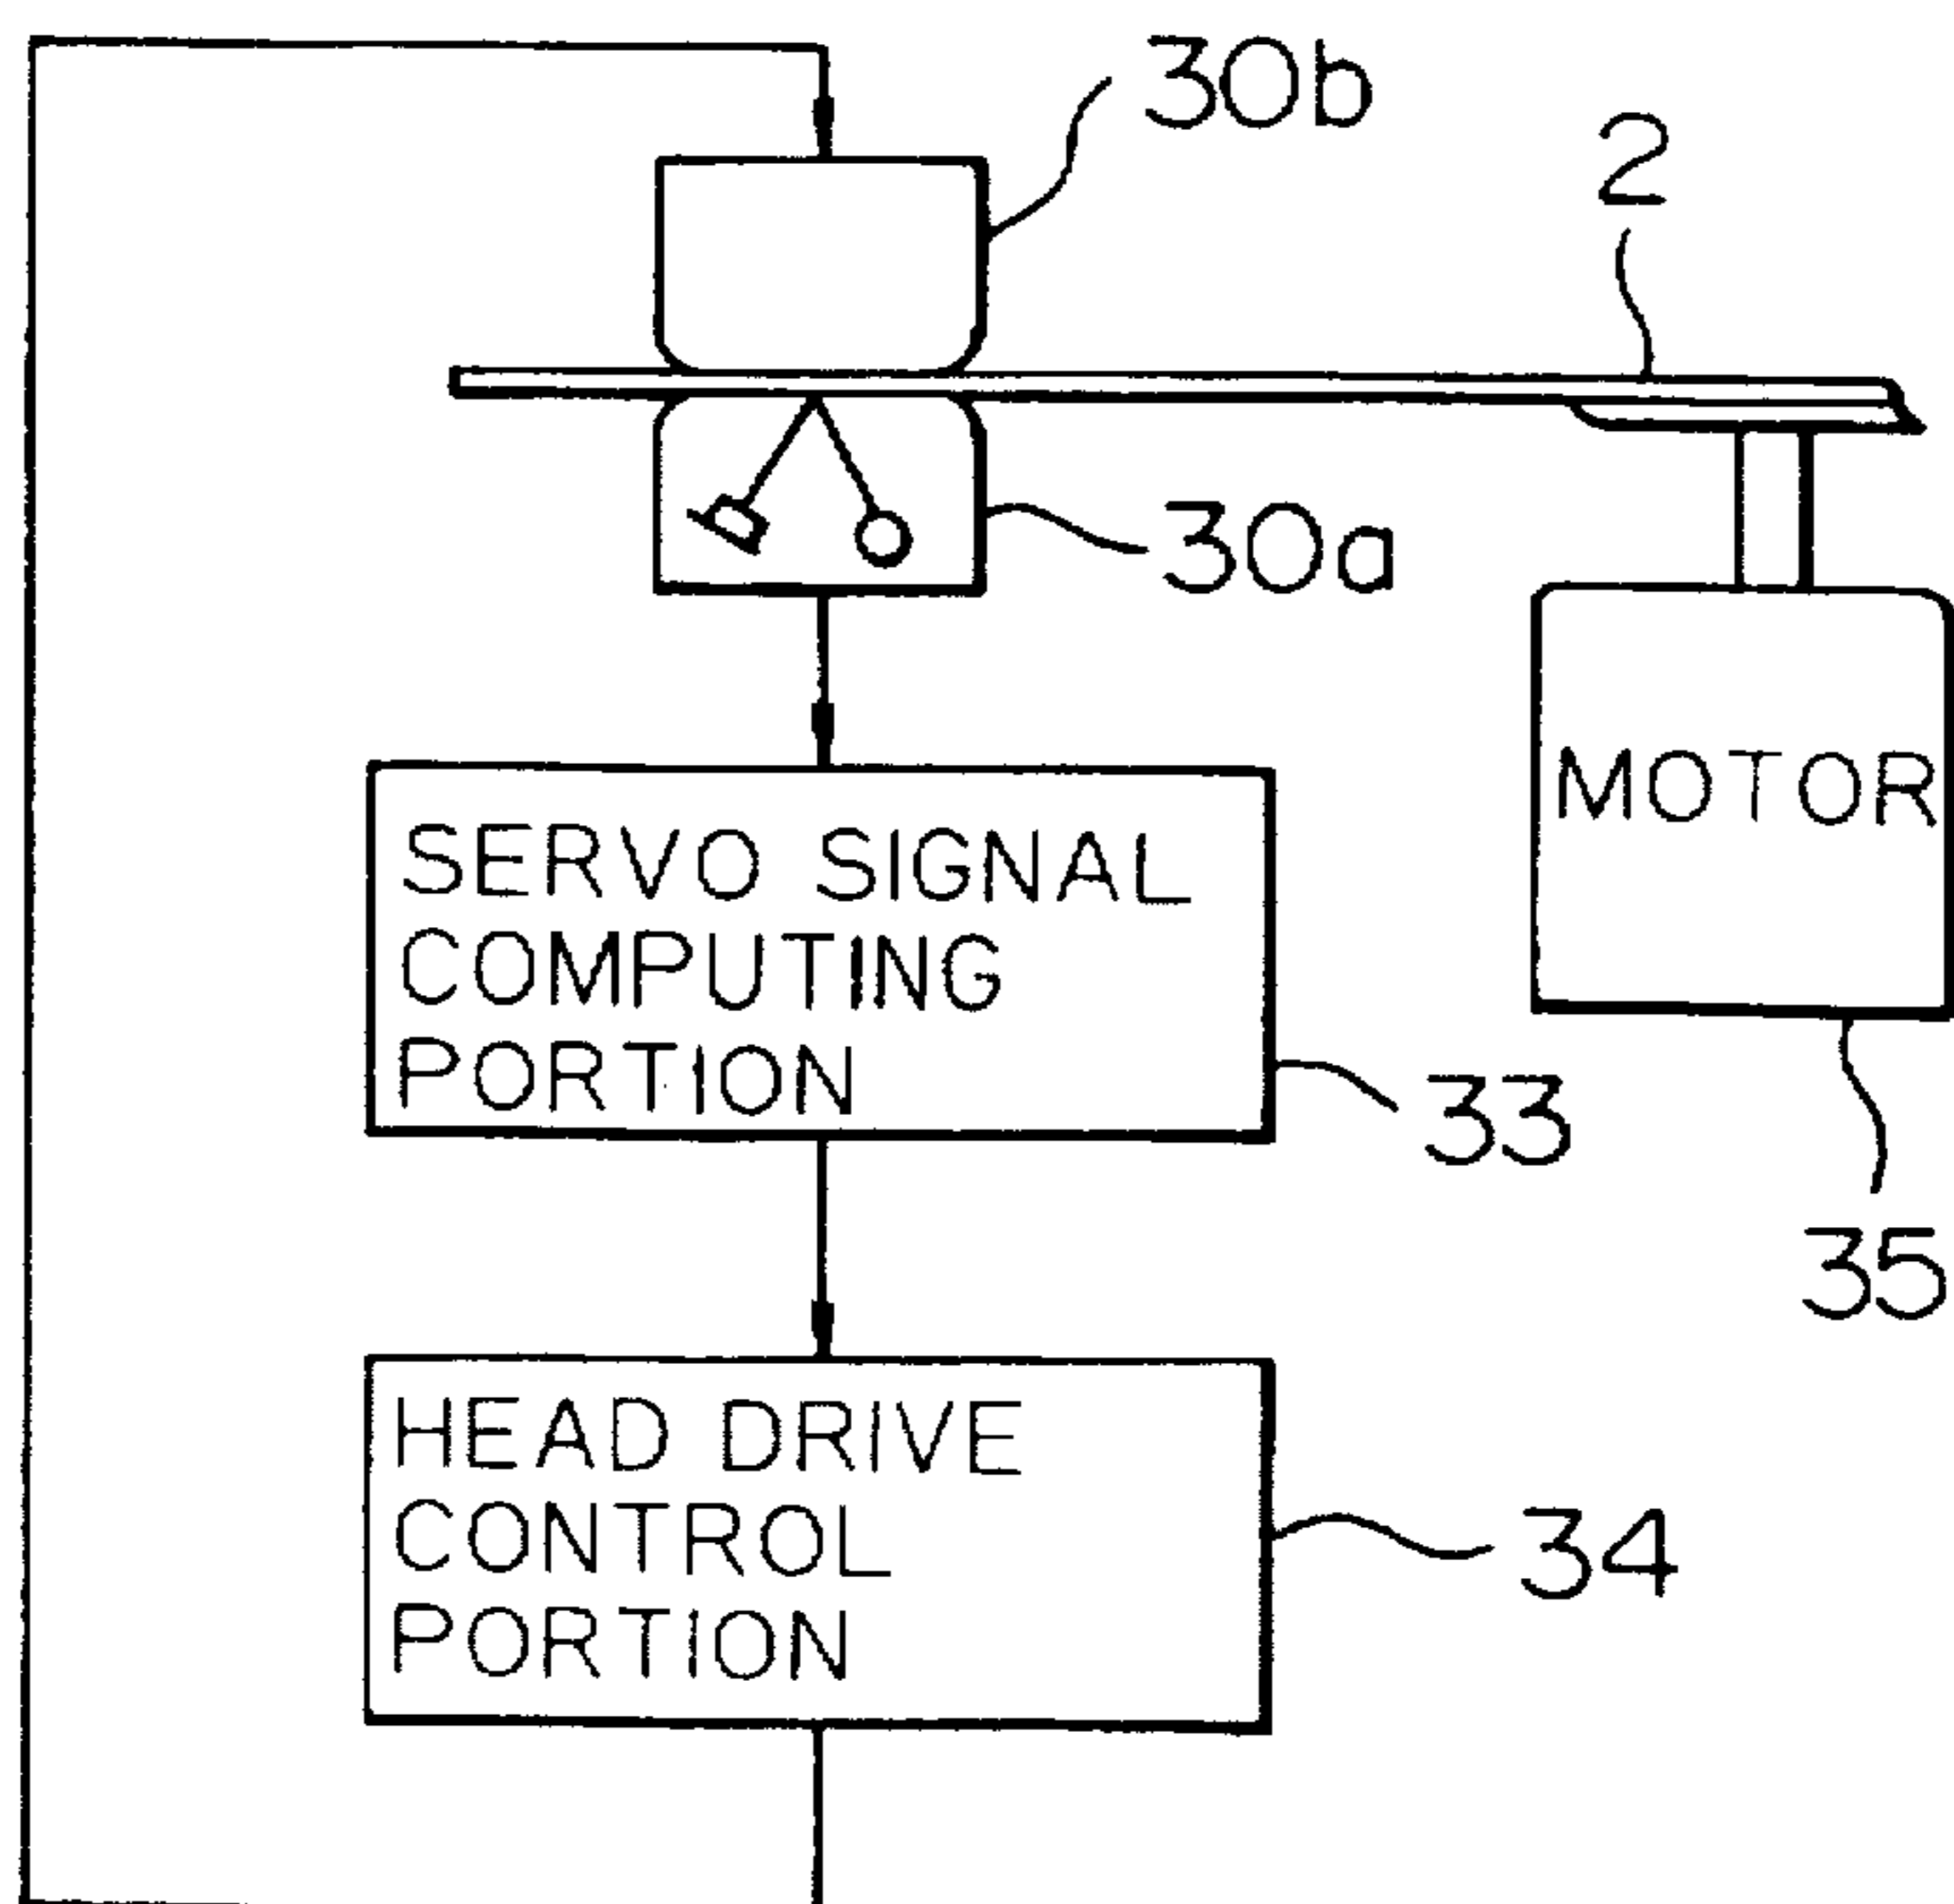 30b
2
30a
MOTOR
SERVO SIGNAL
COMPUTING
PORTION
33
35
HEAD DRIVE
CONTROL
PORTION
34